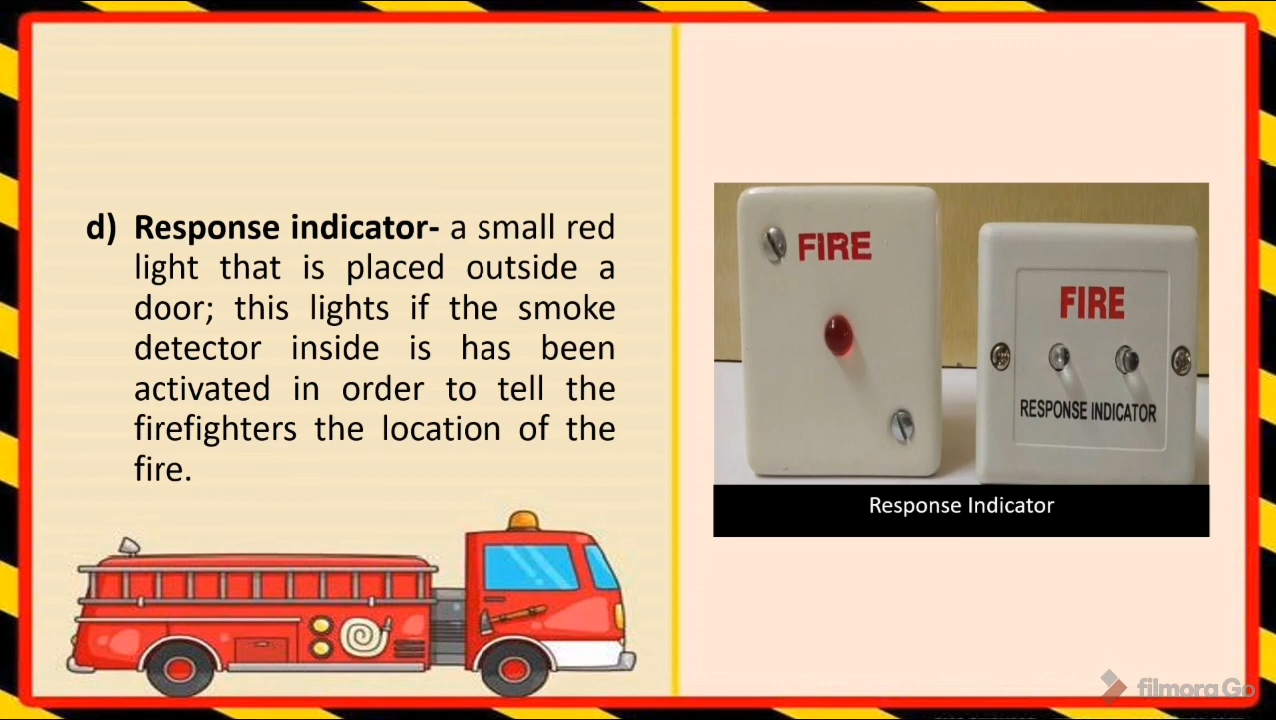 d) Response indicator- a small red
light that is placed outside a
door; this lights if the smoke
detector inside is has been
activated in order to tell the
firefighters the location of the
fire.
FIRE
FIRE
RESPONSE INDICATOR
Response Indicator
filmoraGo